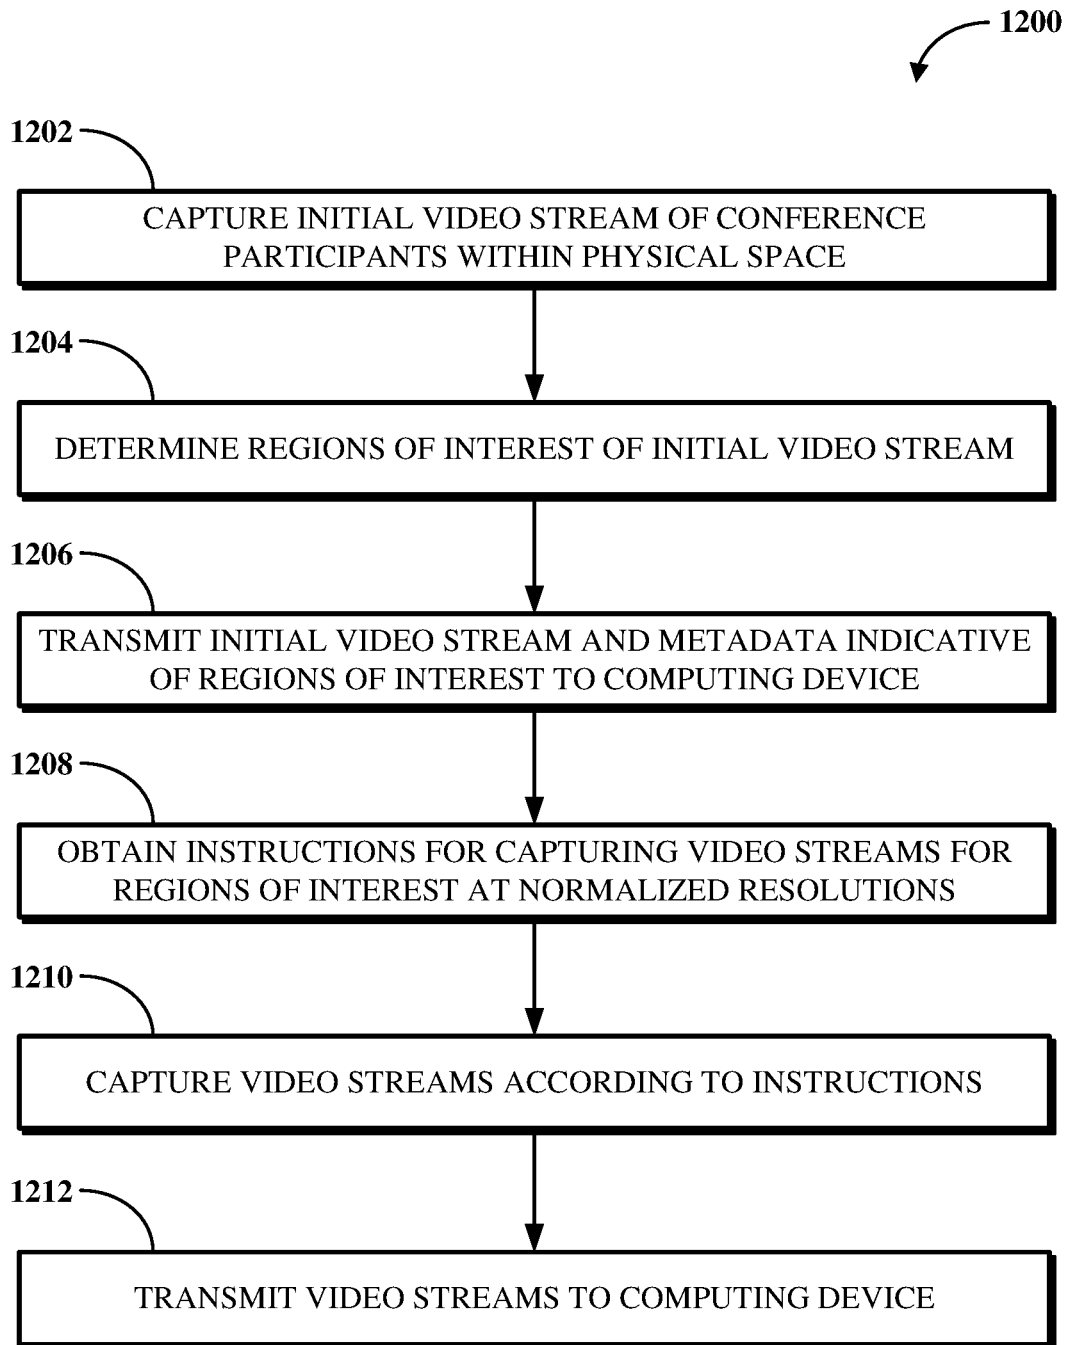 1200
1202
CAPTURE INITIAL VIDEO STREAM OF CONFERENCE
PARTICIPANTS WITHIN PHYSICAL SPACE
1204
DETERMINE REGIONS OF INTEREST OF INITIAL VIDEO STREAM
1206
TRANSMIT INITIAL VIDEO STREAM AND METADATA INDICATIVE
OF REGIONS OF INTEREST TO COMPUTING DEVICE
1208
OBTAIN INSTRUCTIONS FOR CAPTURING VIDEO STREAMS FOR
REGIONS OF INTEREST AT NORMALIZED RESOLUTIONS
1210
CAPTURE VIDEO STREAMS ACCORDING TO INSTRUCTIONS
1212
TRANSMIT VIDEO STREAMS TO COMPUTING DEVICE